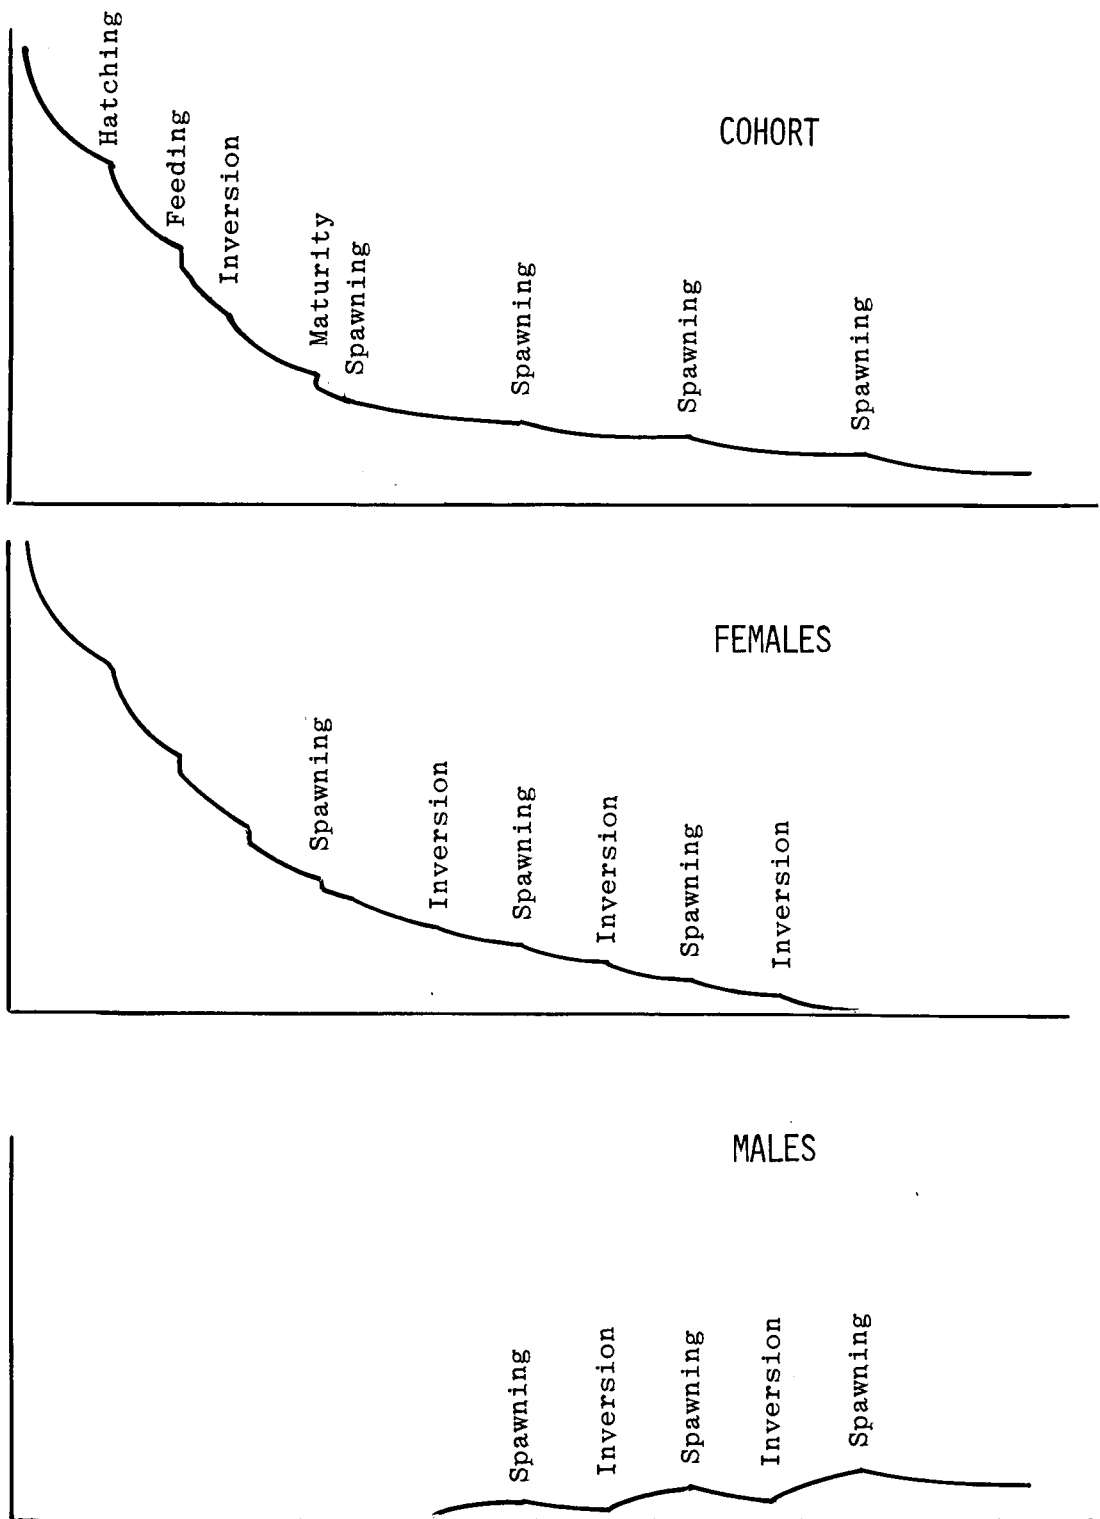 Hatching
Feeding
Inversion
Maturity
Spawning
Spawning
Spawning
Spawning
COHORT
FEMALES
Spawning
Inversion
Spawning
Inversion
Spawning
Inversion
MALES
Spawning
Inversion
Spawning
Inversion
Spawning